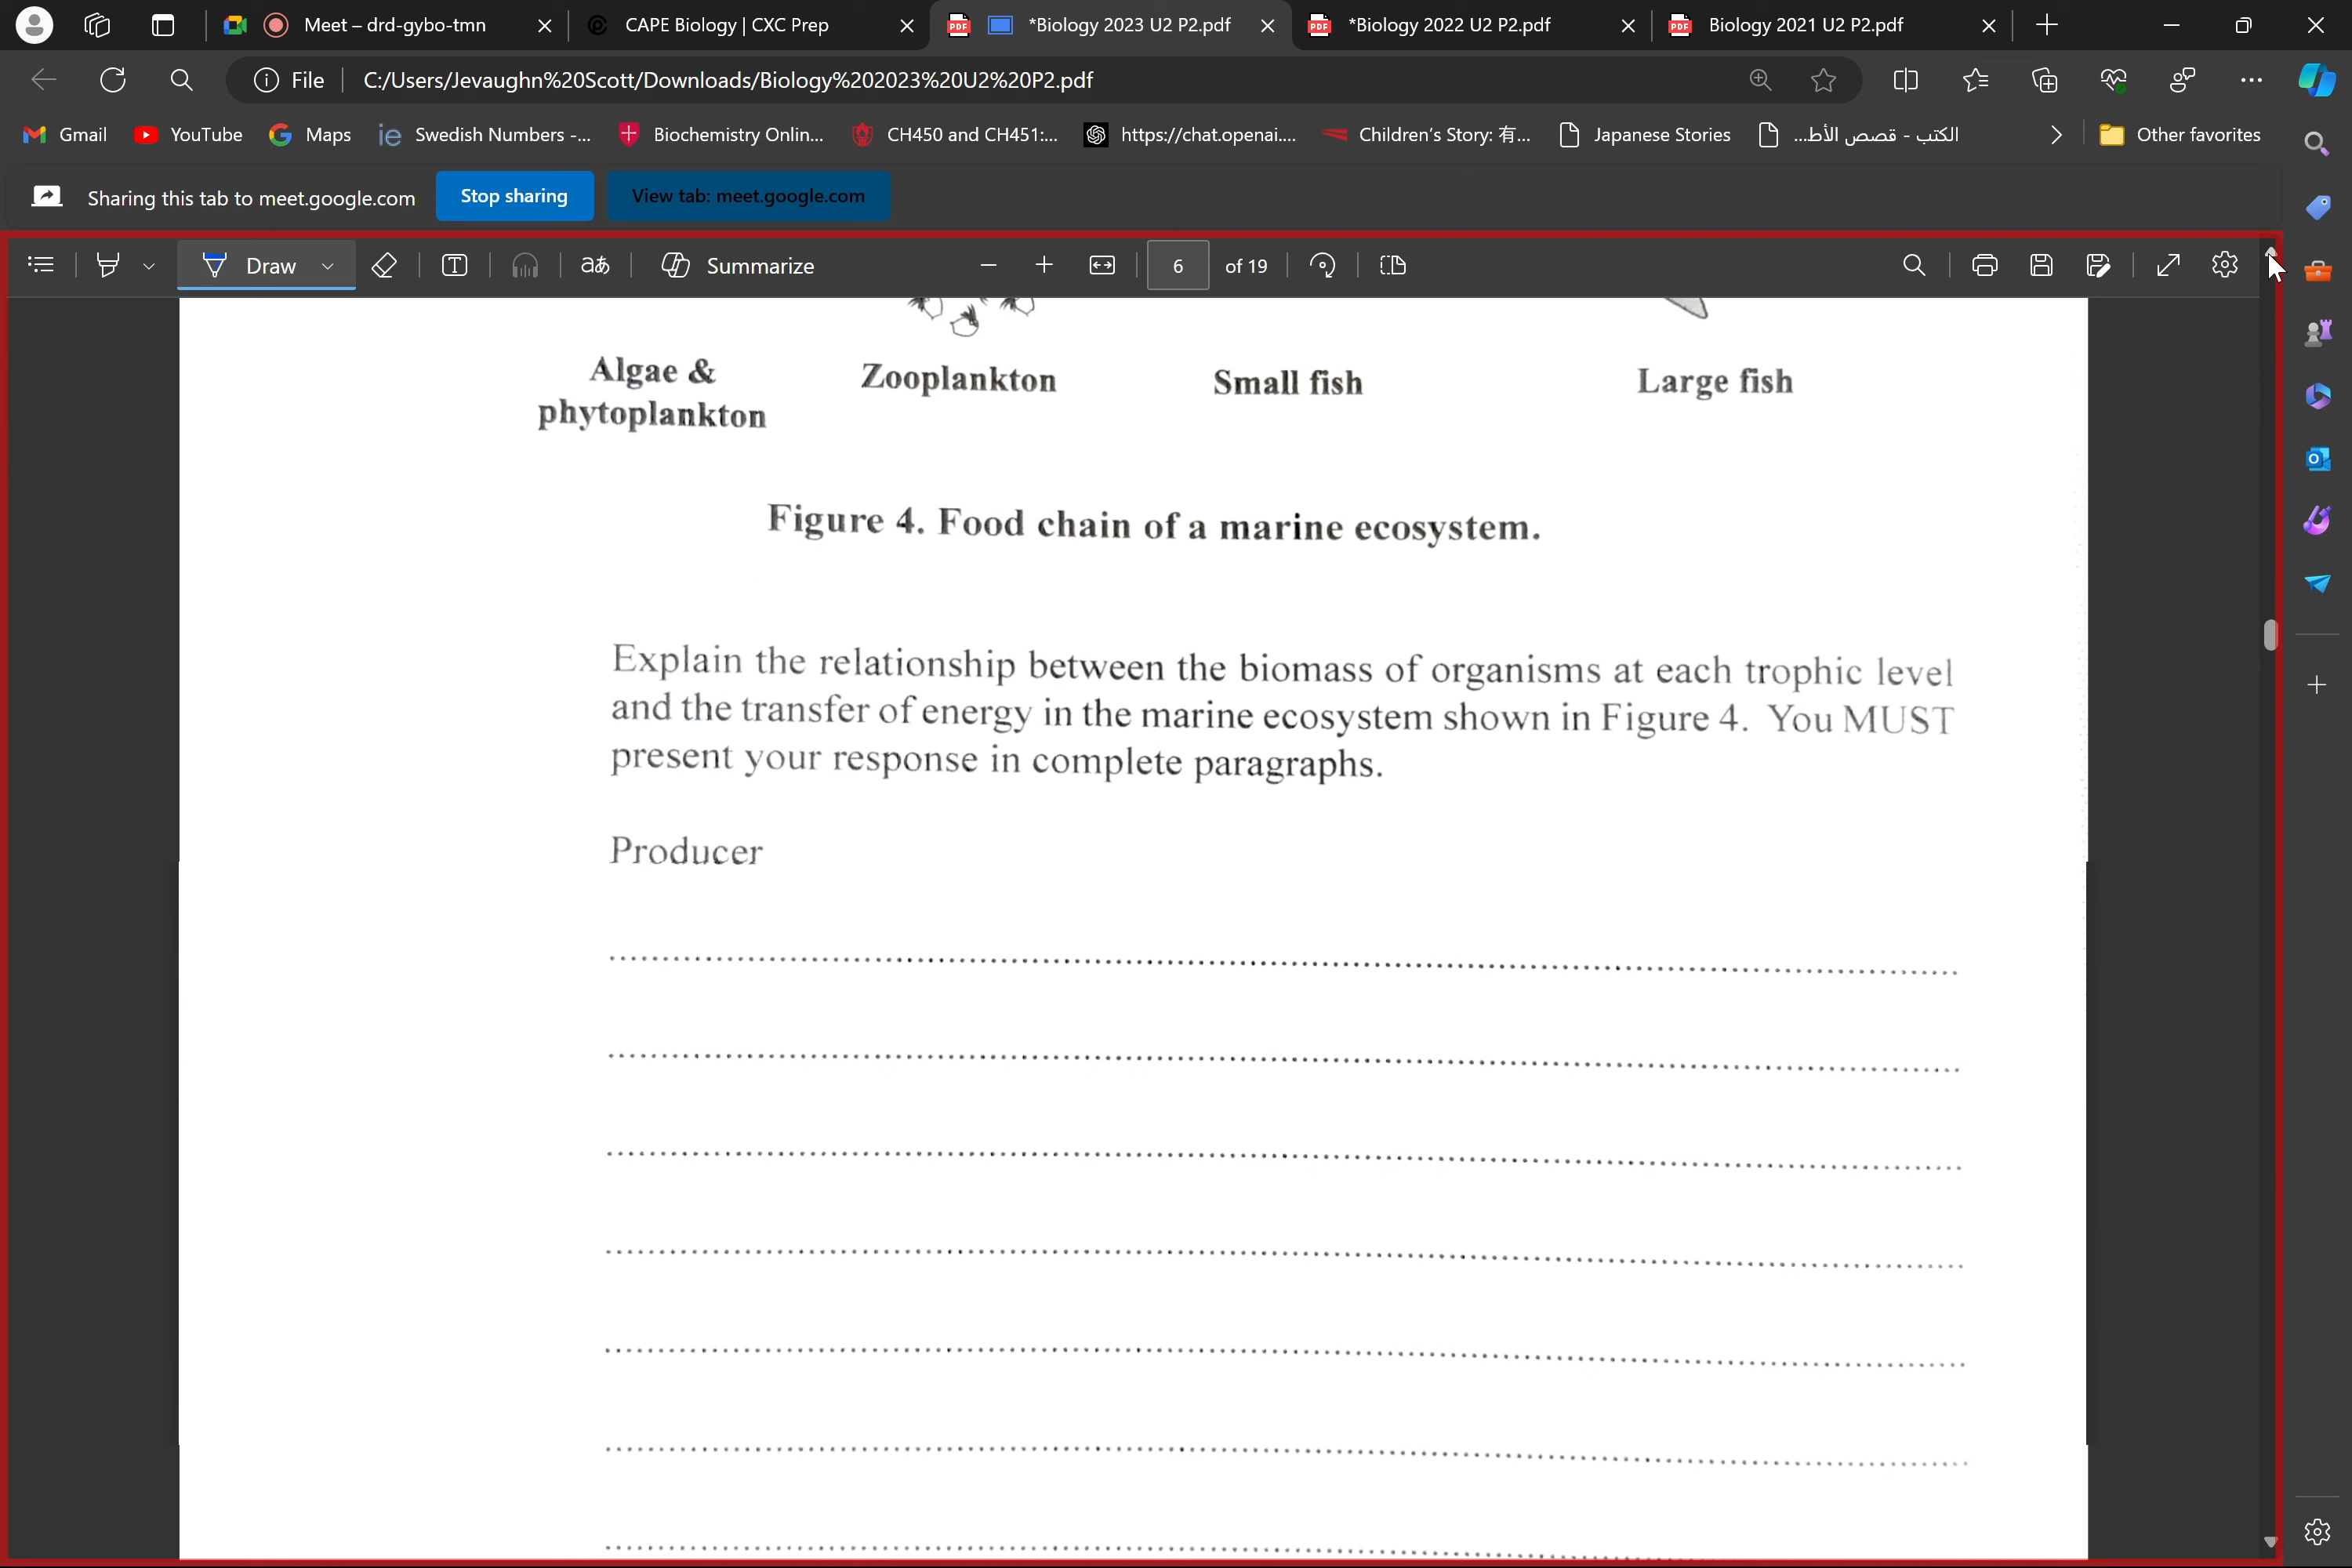 Meet – drd-gybo-tmn
CAPE Biology | CXC Prep
*Biology 2023 U2 P2.pdf
*Biology 2022 U2 P2.pdf
Biology 2021 U2 P2.pdf
File
C:/Users/Jevaughn%20Scott/Downloads/Biology%202023%20U2%20P2.pdf
Gmail
YouTube
Maps
Swedish Numbers -...
Biochemistry Onlin...
CH450 and CH451:...
https://chat.openai....
Children's Story: 有...
Japanese Stories
الكتب - قصص الأط...
Other favorites
Sharing this tab to meet.google.com
Stop sharing
View tab: meet.google.com
Draw
aあ
Summarize
6
of 19
Algae &
phytoplankton
Zooplankton
Small fish
Large fish
Figure 4. Food chain of a marine ecosystem.
Explain the relationship between the biomass of organisms at each trophic level
and the transfer of energy in the marine ecosystem shown in Figure 4. You MUST
present your response in complete paragraphs.
Producer